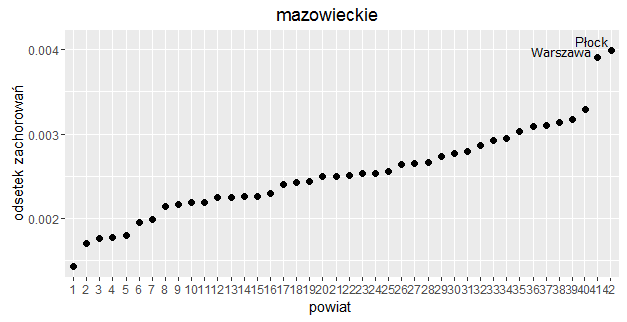 mazowieckie
odsetek zachorowań
0.004
0.003
0.002
Płock
Warszawa
1 2 3 4 5 6 7 8 9 10 11 12 13 14 15 16 17 18 19 20 21 22 23 24 25 26 27 28 29 30 31 32 33 34 35 36 37 38 39 40 41 42
powiat